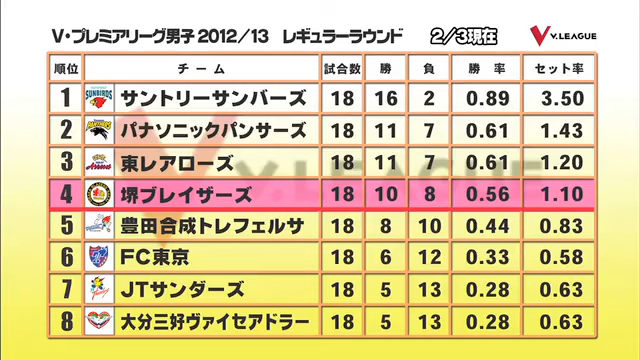 V・プレミアリーグ男子 2012/13 レギュラーラウンド 2/3現在 V.LEAGUE
順位 チーム 試合数 勝 負 勝率 セット率
1 SUNBIRDS サントリーサンバーズ 18 16 2 0.89 3.50
2 パナソニックパンサーズ 18 11 7 0.61 1.43
3 東レアローズ 18 11 7 0.61 1.20
4 堺ブレイザーズ 18 10 8 0.56 1.10
5 豊田合成トレフェルサ 18 8 10 0.44 0.83
6 FC東京 18 6 12 0.33 0.58
7 JTサンダーズ 18 5 13 0.28 0.63
8 大分三好ヴァイセアドラー 18 5 13 0.28 0.63
V.LEAGUE